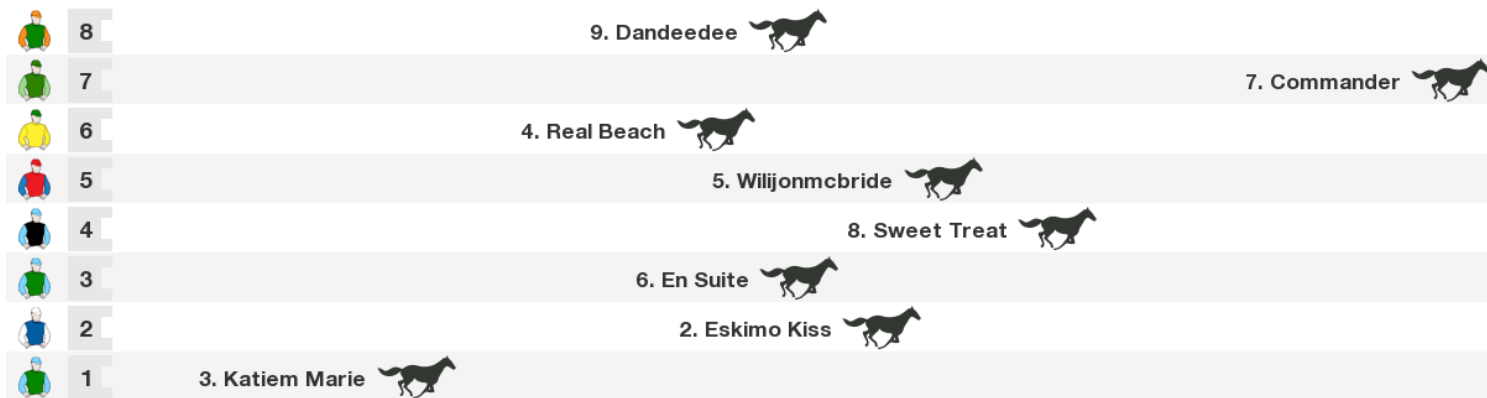 8 9. Dandeedee
7 7. Commander
6 4. Real Beach
5 5. Wilijonmcbride
4 8. Sweet Treat
3 6. En Suite
2 2. Eskimo Kiss
1 3. Katiem Marie